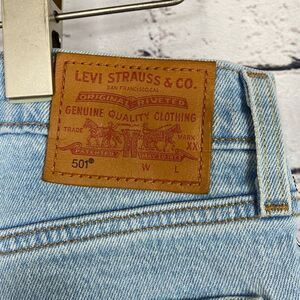 LEVI STRAUSS & CO.
SAN FRANCISCO, CAL
ORIGINAL RIVETED
GENUINE QUALITY CLOTHING
TRADE MARK
XX
501® W L